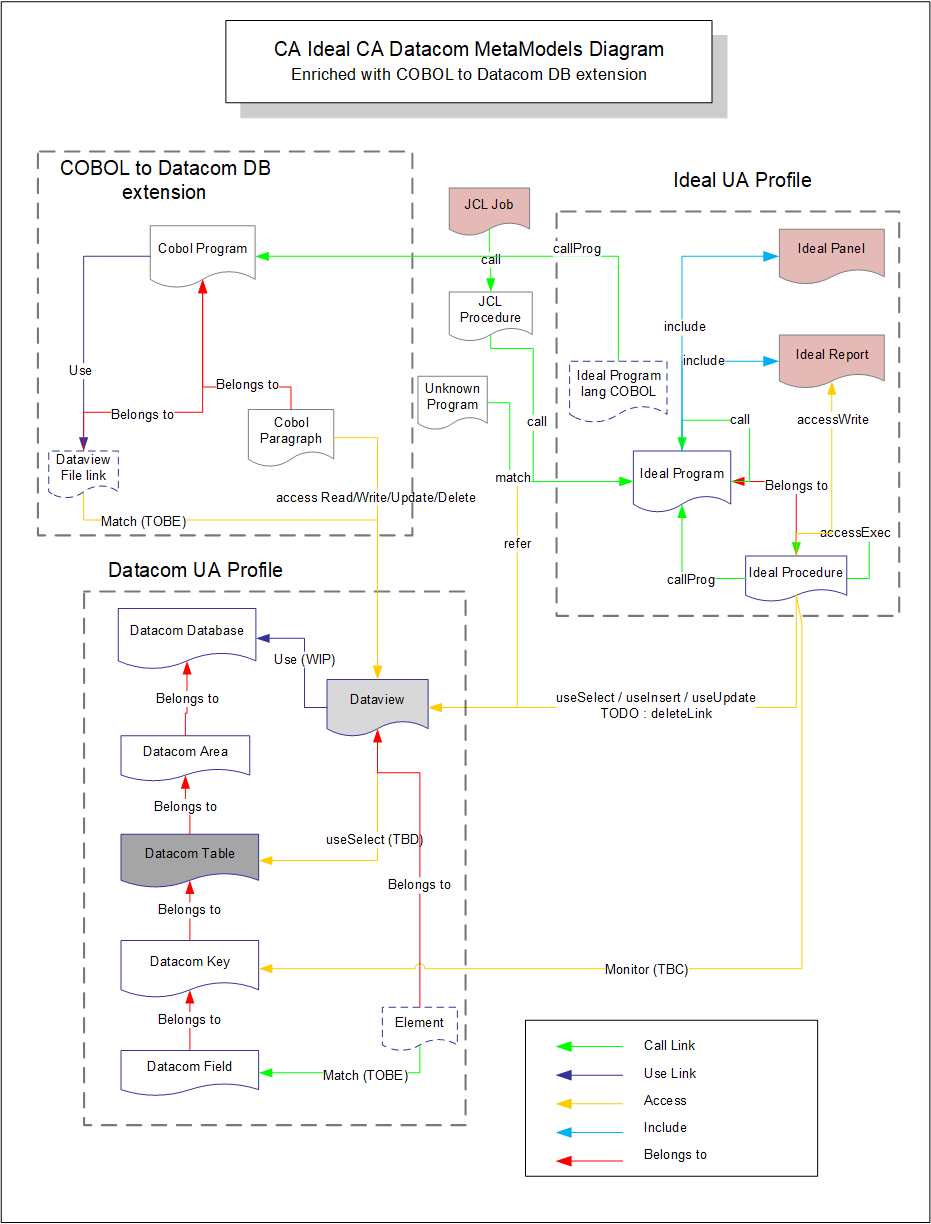 CA Ideal CA Datacom MetaModels Diagram
Enriched with COBOL to Datacom DB extension
COBOL to Datacom DB
extension
Cobol Program
Use
Belongs to
Belongs to
Cobol
Paragraph
Dataview
File link
Match (TOBE)
access Read/Write/Update/Delete
JCL Job
call
JCL
Procedure
Unknown
Program
call
match
refer
callProg
Ideal UA Profile
Ideal Panel
include
include
Ideal Report
Ideal Program
lang COBOL
call
accessWrite
Ideal Program
Belongs to
accessExec
callProg
Ideal Procedure
Datacom UA Profile
Datacom Database
Use (WIP)
Belongs to
Dataview
useSelect / useInsert / useUpdate
TODO : deleteLink
Datacom Area
Belongs to
useSelect (TBD)
Datacom Table
Belongs to
Belongs to
Datacom Key
Monitor (TBC)
Belongs to
Element
Datacom Field
Match (TOBE)
Call Link
Use Link
Access
Include
Belongs to